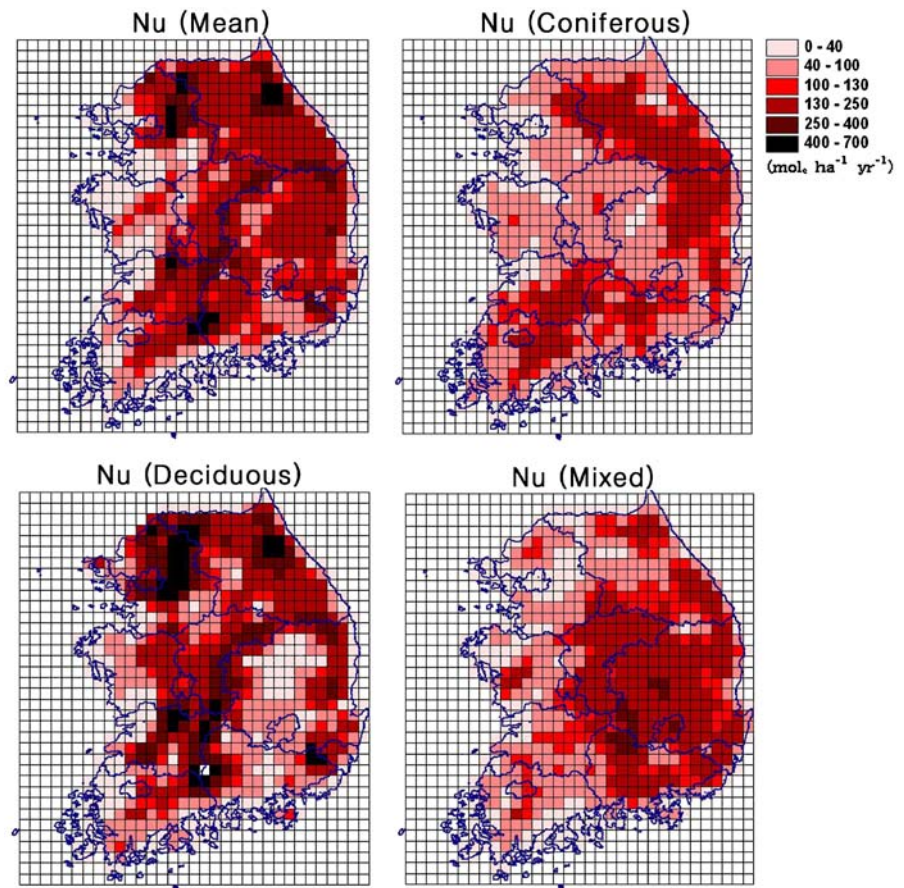 Nu (Mean)
Nu (Coniferous)
0 - 40
40 - 100
100 - 130
130 - 250
250 - 400
400 - 700
(molc ha⁻¹ yr⁻¹)
Nu (Deciduous)
Nu (Mixed)